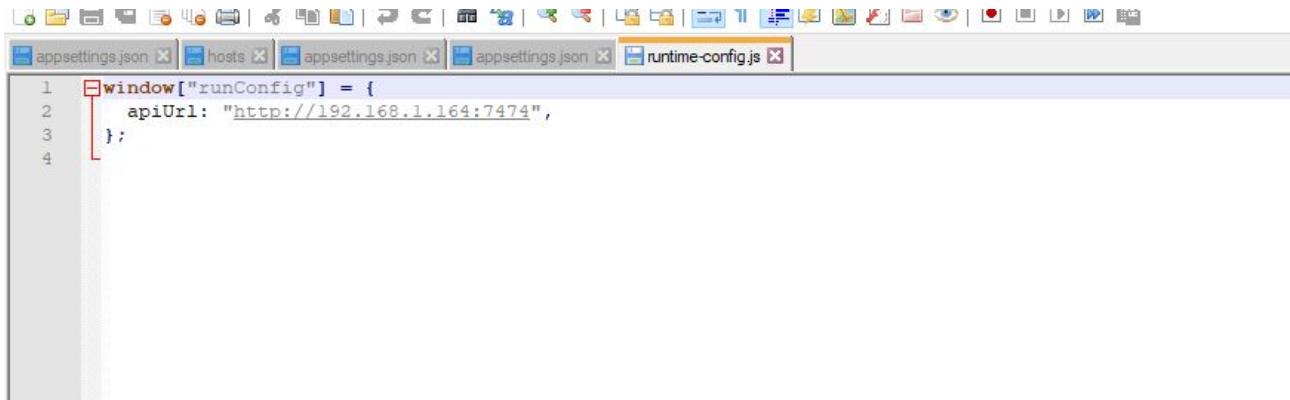 appsettings.json hosts appsettings.json appsettings.json runtime-config.js
1 window["runConfig"] = {
2 apiUrl: "http://192.168.1.164:7474",
3 };
4